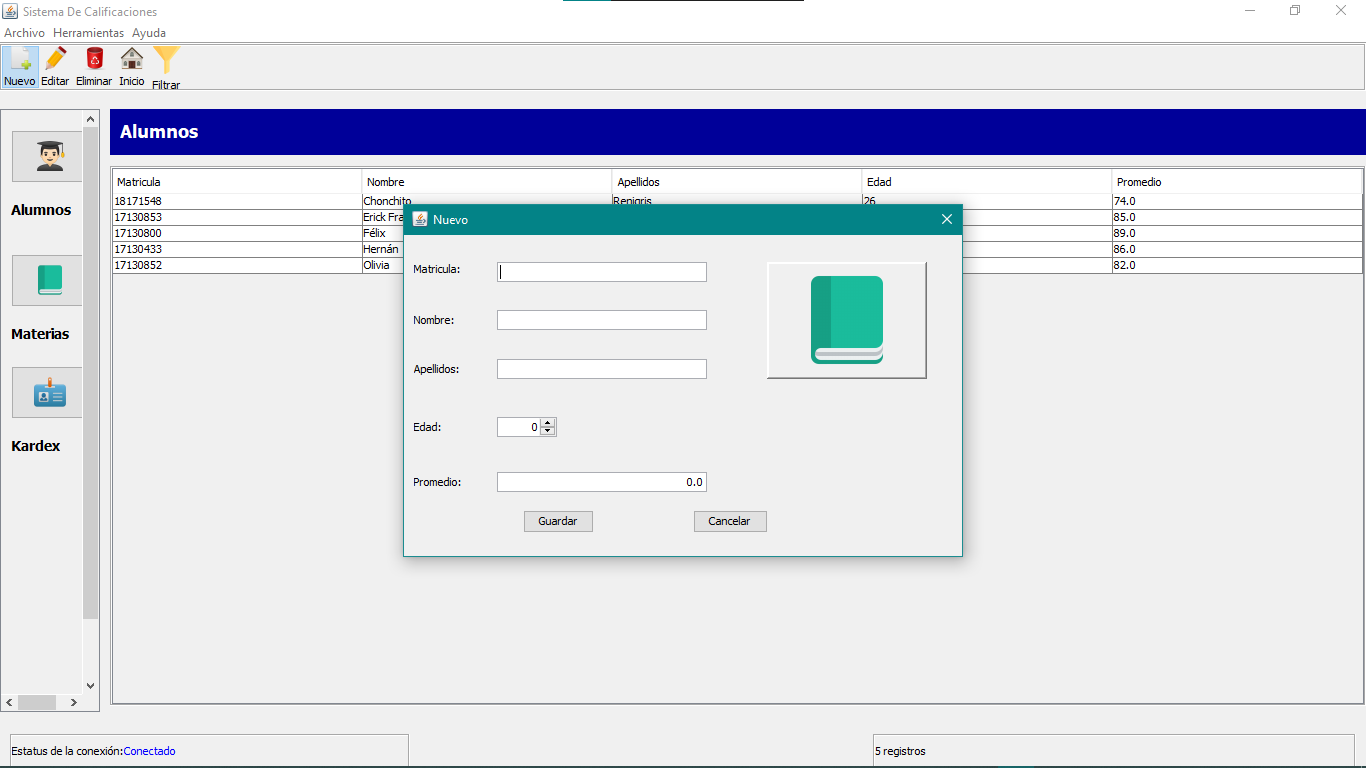 Sistema De Calificaciones
Archivo Herramientas Ayuda
Nuevo Editar Eliminar Inicio Filtrar
Alumnos
Materias
Kardex
Alumnos
Matricula Nombre Apellidos Edad Promedio
18171548 Chonchito Renigris 26 74.0
17130853 Erick Fra 85.0
17130800 Félix 89.0
17130433 Hernán 86.0
17130852 Olivia 82.0
Nuevo
Matricula:
Nombre:
Apellidos:
Edad: 0
Promedio: 0.0
Guardar Cancelar
Estatus de la conexión:Conectado
5 registros